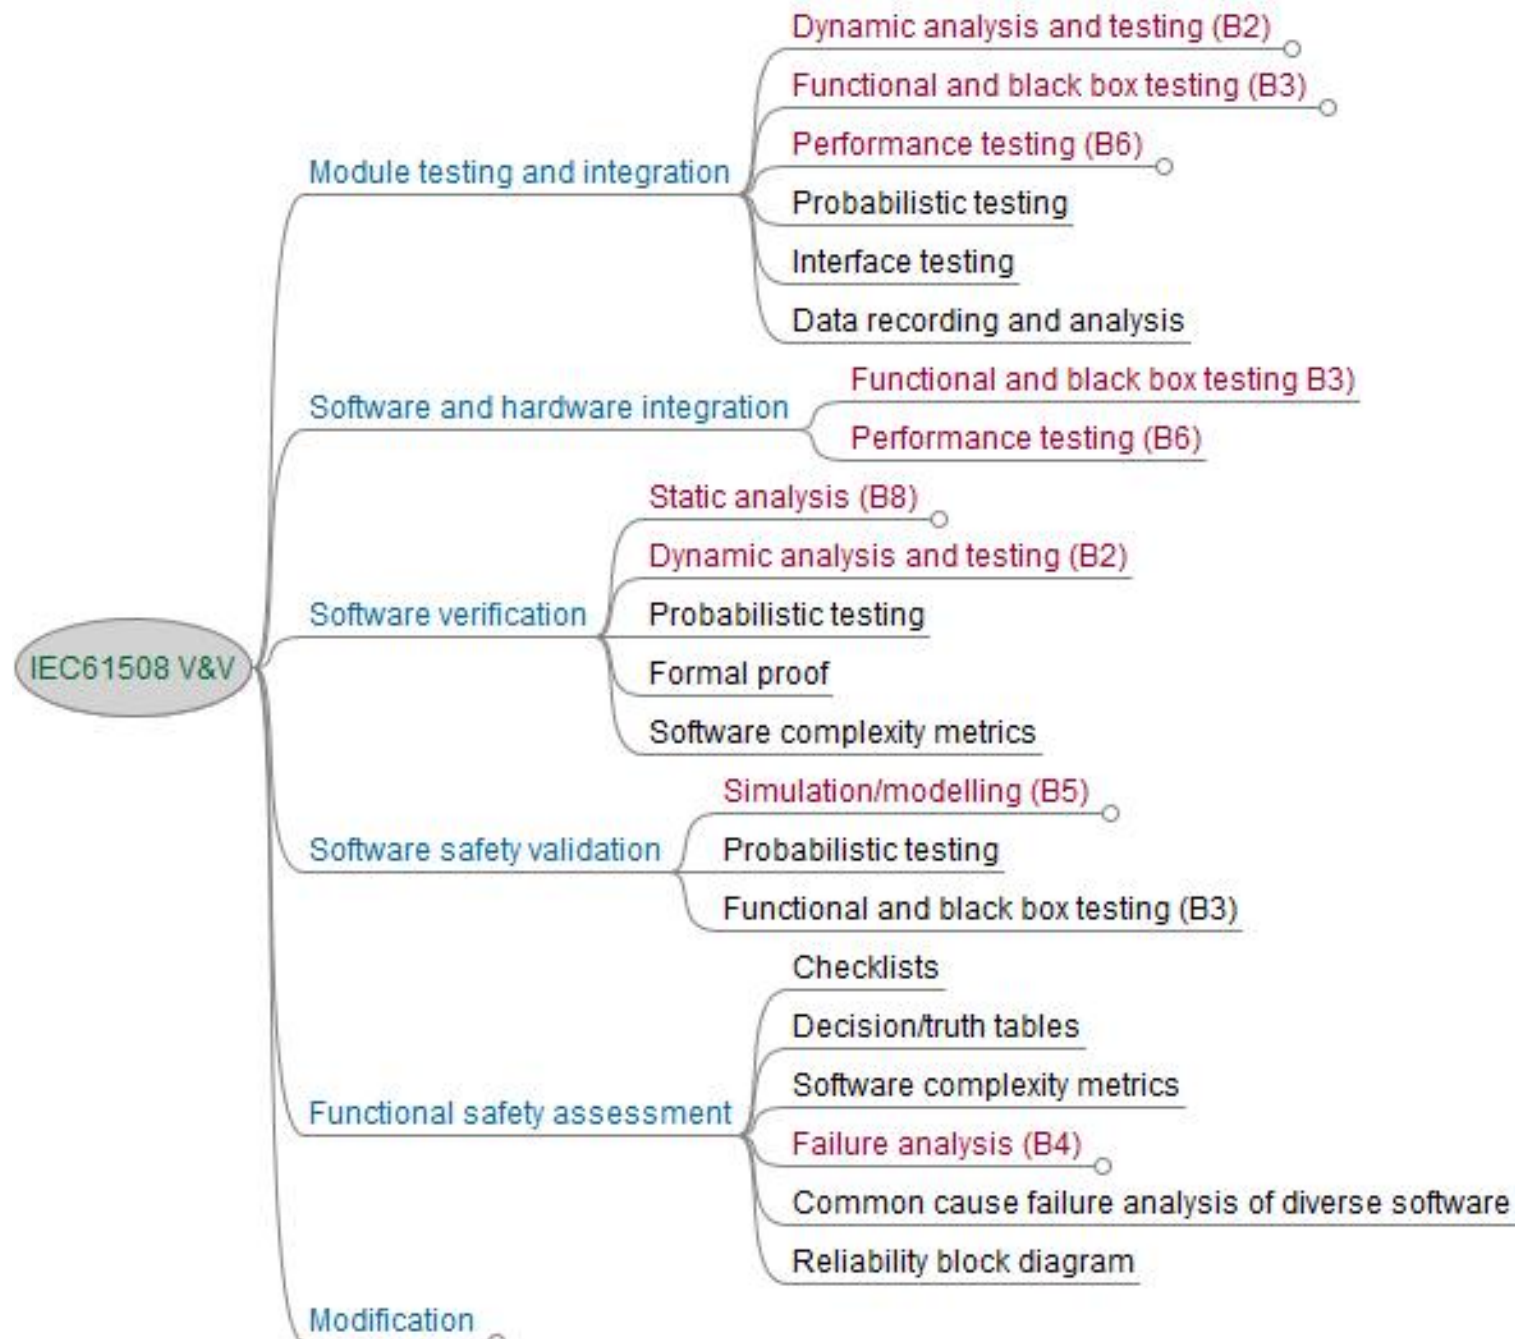 IEC61508 V&V
Module testing and integration
Dynamic analysis and testing (B2)
Functional and black box testing (B3)
Performance testing (B6)
Probabilistic testing
Interface testing
Data recording and analysis
Software and hardware integration
Functional and black box testing B3)
Performance testing (B6)
Software verification
Static analysis (B8)
Dynamic analysis and testing (B2)
Probabilistic testing
Formal proof
Software complexity metrics
Software safety validation
Simulation/modelling (B5)
Probabilistic testing
Functional and black box testing (B3)
Functional safety assessment
Checklists
Decision/truth tables
Software complexity metrics
Failure analysis (B4)
Common cause failure analysis of diverse software
Reliability block diagram
Modification